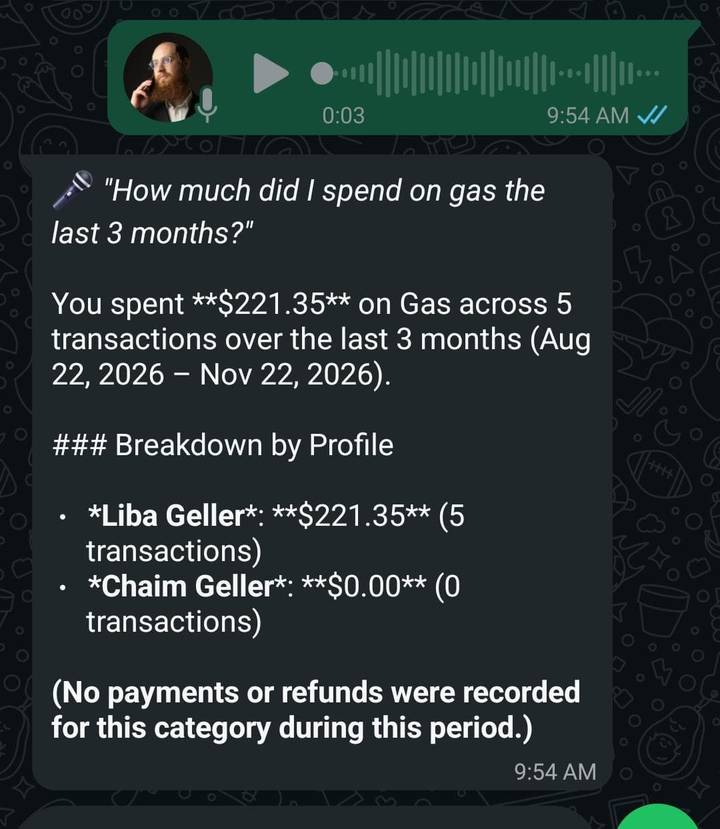 0:03 9:54 AM
"How much did I spend on gas the
last 3 months?"
You spent **$221.35** on Gas across 5
transactions over the last 3 months (Aug
22, 2026 – Nov 22, 2026).
### Breakdown by Profile
• *Liba Geller*: **$221.35** (5
transactions)
• *Chaim Geller*: **$0.00** (0
transactions)
(No payments or refunds were recorded
for this category during this period.)
9:54 AM